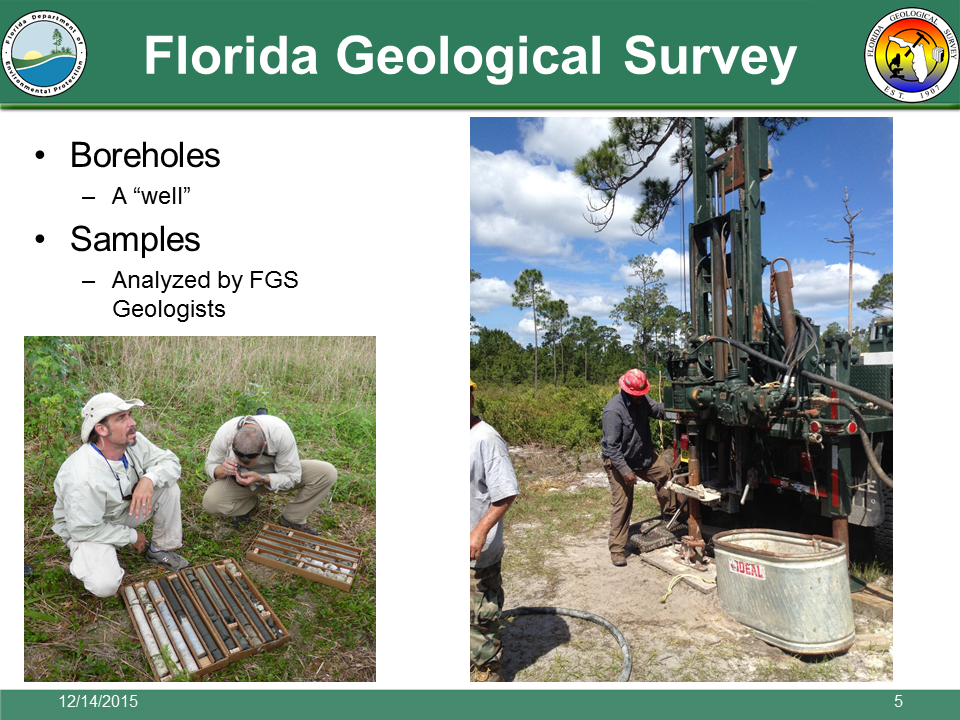 Florida Department of
Environmental Protection
Florida Geological Survey
FLORIDA GEOLOGICAL SURVEY
EST. 1907
• Boreholes
– A “well”
• Samples
– Analyzed by FGS
Geologists
IDEAL
12/14/2015
5